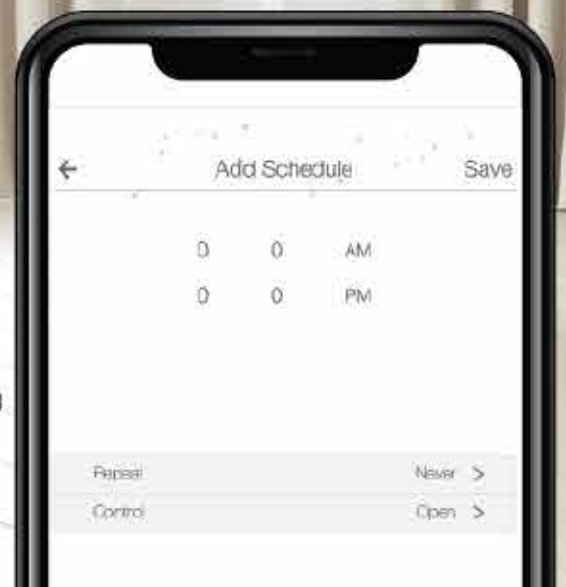 Add Schedule Save
0 0 AM
0 0 PM
Repeat Never >
Control Open >